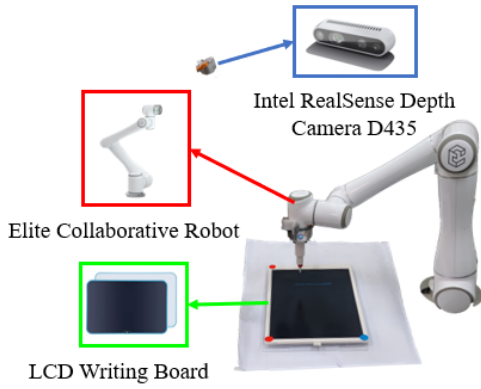 Intel RealSense Depth
Camera D435
Elite Collaborative Robot
LCD Writing Board